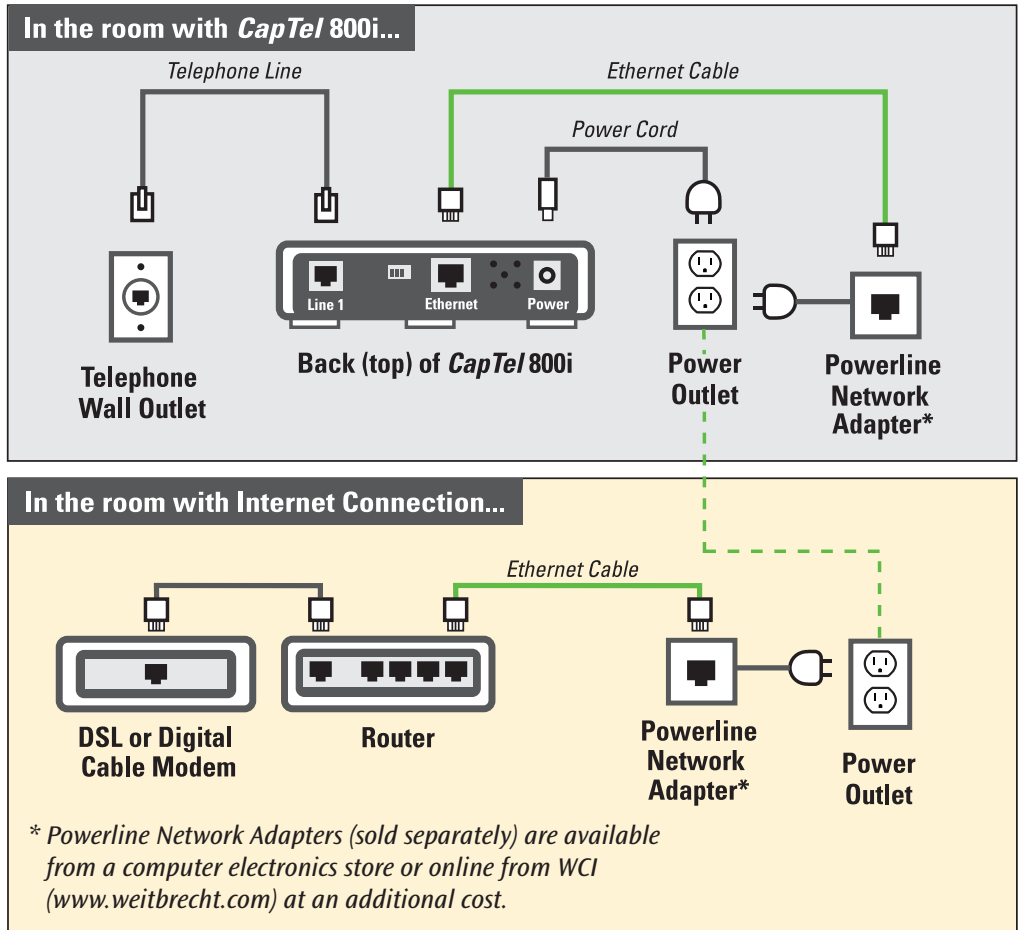 In the room with CapTel 800i...
Telephone Line
Ethernet Cable
Power Cord
Line 1
Ethernet
Power
Telephone
Wall Outlet
Back (top) of CapTel 800i
Power
Outlet
Powerline
Network
Adapter*
In the room with Internet Connection...
Ethernet Cable
DSL or Digital
Cable Modem
Router
Powerline
Network
Adapter*
Power
Outlet
* Powerline Network Adapters (sold separately) are available
from a computer electronics store or online from WCI
(www.weitbrecht.com) at an additional cost.